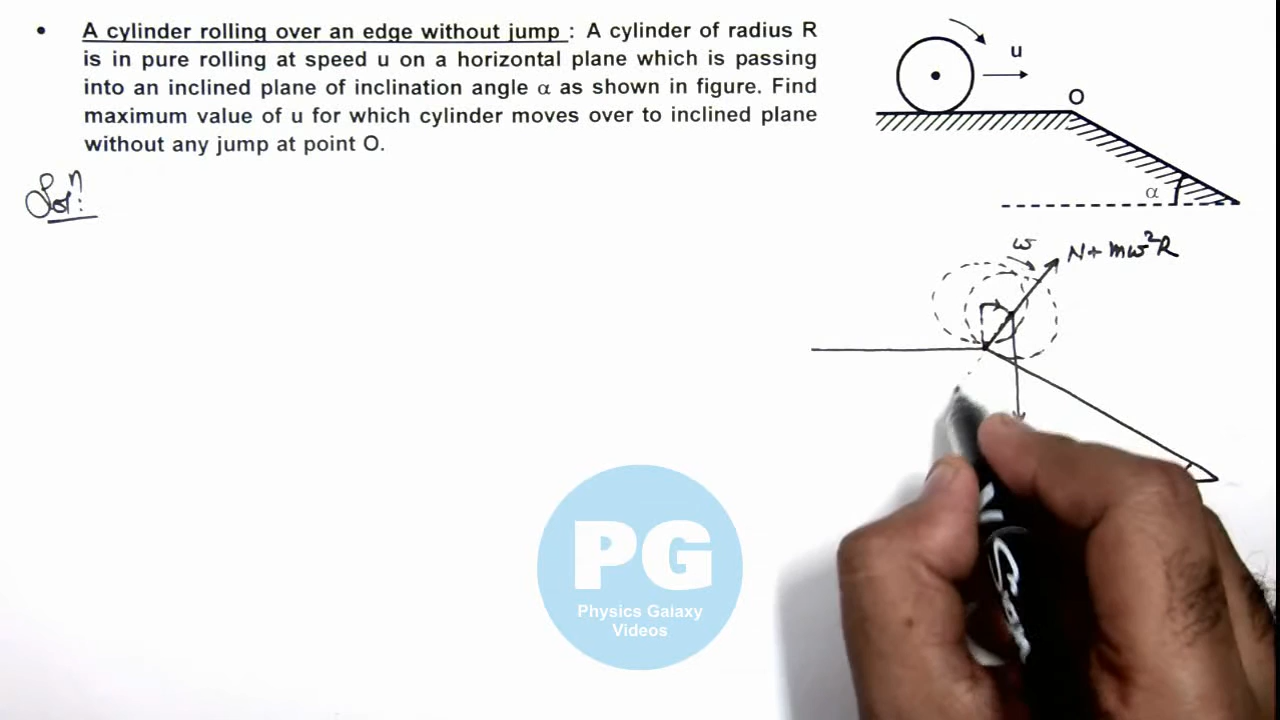 • A cylinder rolling over an edge without jump : A cylinder of radius R
is in pure rolling at speed u on a horizontal plane which is passing
into an inclined plane of inclination angle α as shown in figure. Find
maximum value of u for which cylinder moves over to inclined plane
without any jump at point O.
u
O
α
Solⁿ:
ω
N + mω²R
PG
Physics Galaxy
Videos